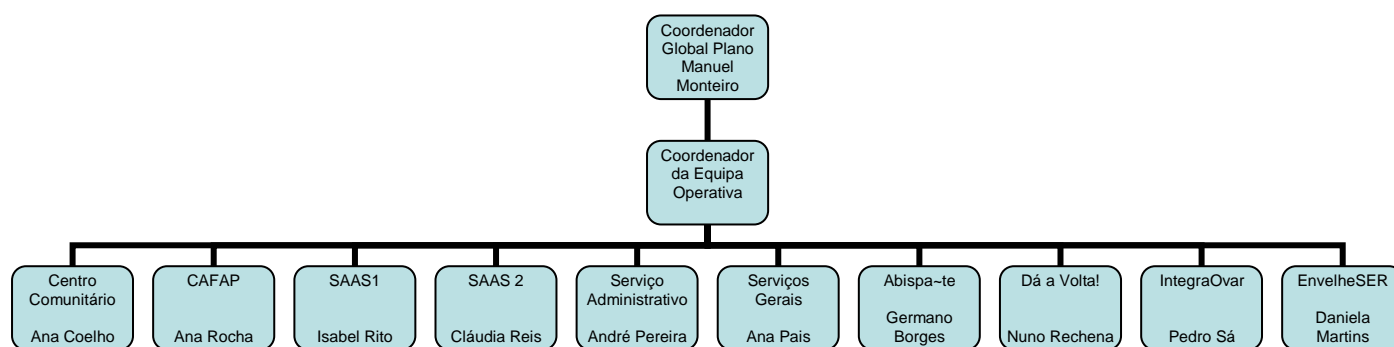 Coordenador
Global Plano
Manuel
Monteiro
Coordenador
da Equipa
Operativa
Centro
Comunitário
Ana Coelho
CAFAP
Ana Rocha
SAAS1
Isabel Rito
SAAS 2
Cláudia Reis
Serviço
Administrativo
André Pereira
Serviços
Gerais
Ana Pais
Abispa~te
Germano
Borges
Dá a Volta!
Nuno Rechena
IntegraOvar
Pedro Sá
EnvelheSER
Daniela
Martins